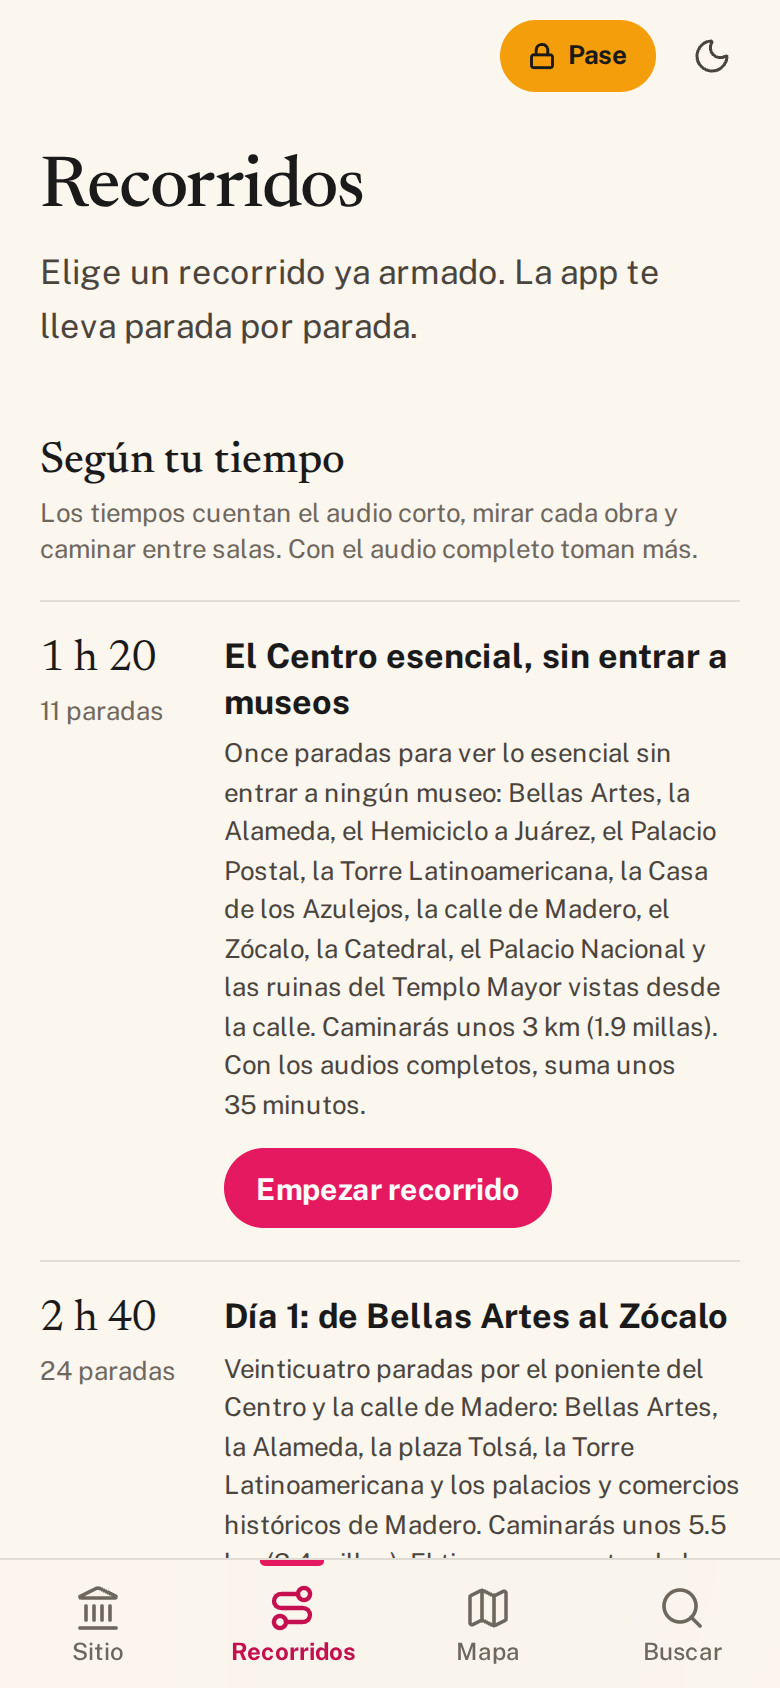 Pase
Recorridos
Elige un recorrido ya armado. La app te
lleva parada por parada.
Según tu tiempo
Los tiempos cuentan el audio corto, mirar cada obra y
caminar entre salas. Con el audio completo toman más.
1 h 20
11 paradas
El Centro esencial, sin entrar a
museos
Once paradas para ver lo esencial sin
entrar a ningún museo: Bellas Artes, la
Alameda, el Hemiciclo a Juárez, el Palacio
Postal, la Torre Latinoamericana, la Casa
de los Azulejos, la calle de Madero, el
Zócalo, la Catedral, el Palacio Nacional y
las ruinas del Templo Mayor vistas desde
la calle. Caminarás unos 3 km (1.9 millas).
Con los audios completos, suma unos
35 minutos.
Empezar recorrido
2 h 40
24 paradas
Día 1: de Bellas Artes al Zócalo
Veinticuatro paradas por el poniente del
Centro y la calle de Madero: Bellas Artes,
la Alameda, la plaza Tolsá, la Torre
Latinoamericana y los palacios y comercios
históricos de Madero. Caminarás unos 5.5
Sitio
Recorridos
Mapa
Buscar